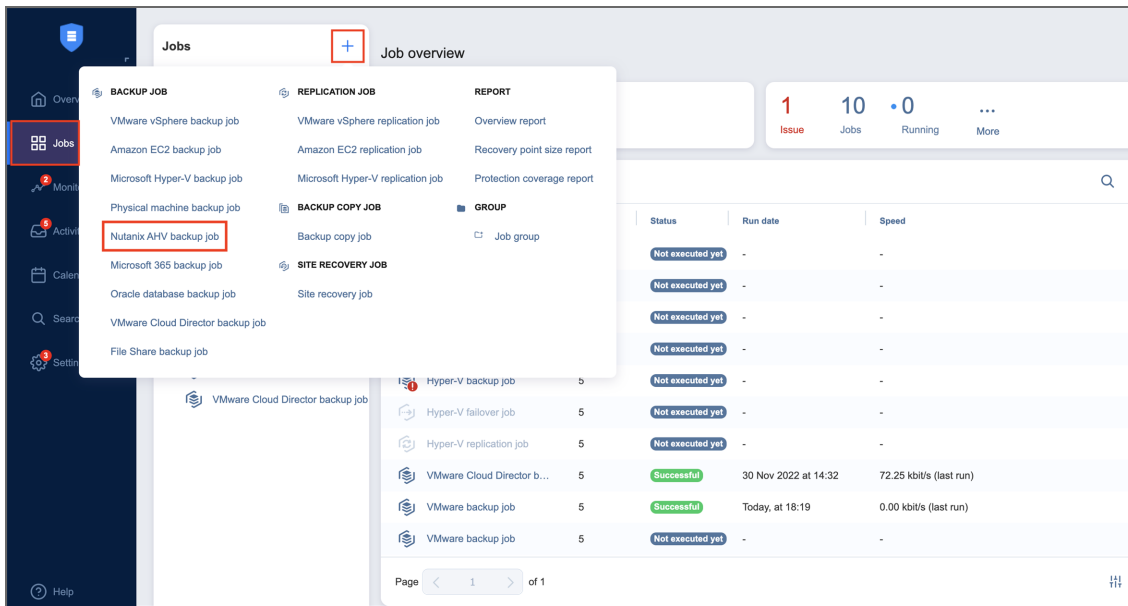 Jobs
+
Job overview
BACKUP JOB
VMware vSphere backup job
Amazon EC2 backup job
Microsoft Hyper-V backup job
Physical machine backup job
Nutanix AHV backup job
Microsoft 365 backup job
Oracle database backup job
VMware Cloud Director backup job
File Share backup job
REPLICATION JOB
VMware vSphere replication job
Amazon EC2 replication job
Microsoft Hyper-V replication job
BACKUP COPY JOB
Backup copy job
SITE RECOVERY JOB
Site recovery job
REPORT
Overview report
Recovery point size report
Protection coverage report
GROUP
Job group
Jobs
2
5
3
Help
1 10 0 ...
Issue Jobs Running More
Status Run date Speed
Not executed yet - -
Not executed yet - -
Not executed yet - -
Not executed yet - -
Hyper-V backup job 5 Not executed yet - -
VMware Cloud Director backup job
Hyper-V failover job 5 Not executed yet - -
Hyper-V replication job 5 Not executed yet - -
VMware Cloud Director b... 5 Successful 30 Nov 2022 at 14:32 72.25 kbit/s (last run)
VMware backup job 5 Successful Today, at 18:19 0.00 kbit/s (last run)
VMware backup job 5 Not executed yet - -
Page < 1 > of 1